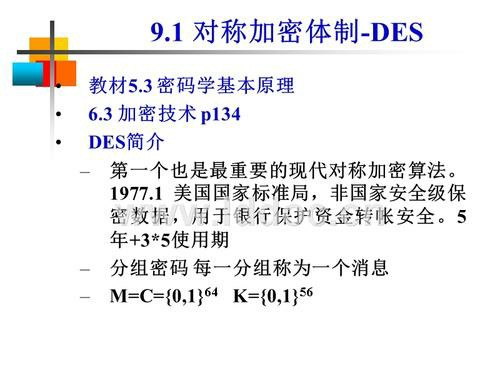 9.1 对称加密体制-DES
• 教材5.3 密码学基本原理
• 6.3 加密技术 p134
• DES简介
– 第一个也是最重要的现代对称加密算法。
1977.1 美国国家标准局，非国家安全级保
密数据，用于银行保护资金转帐安全。5
年+3*5使用期
– 分组密码 每一分组称为一个消息
– M=C={0,1}⁶⁴ K={0,1}⁵⁶